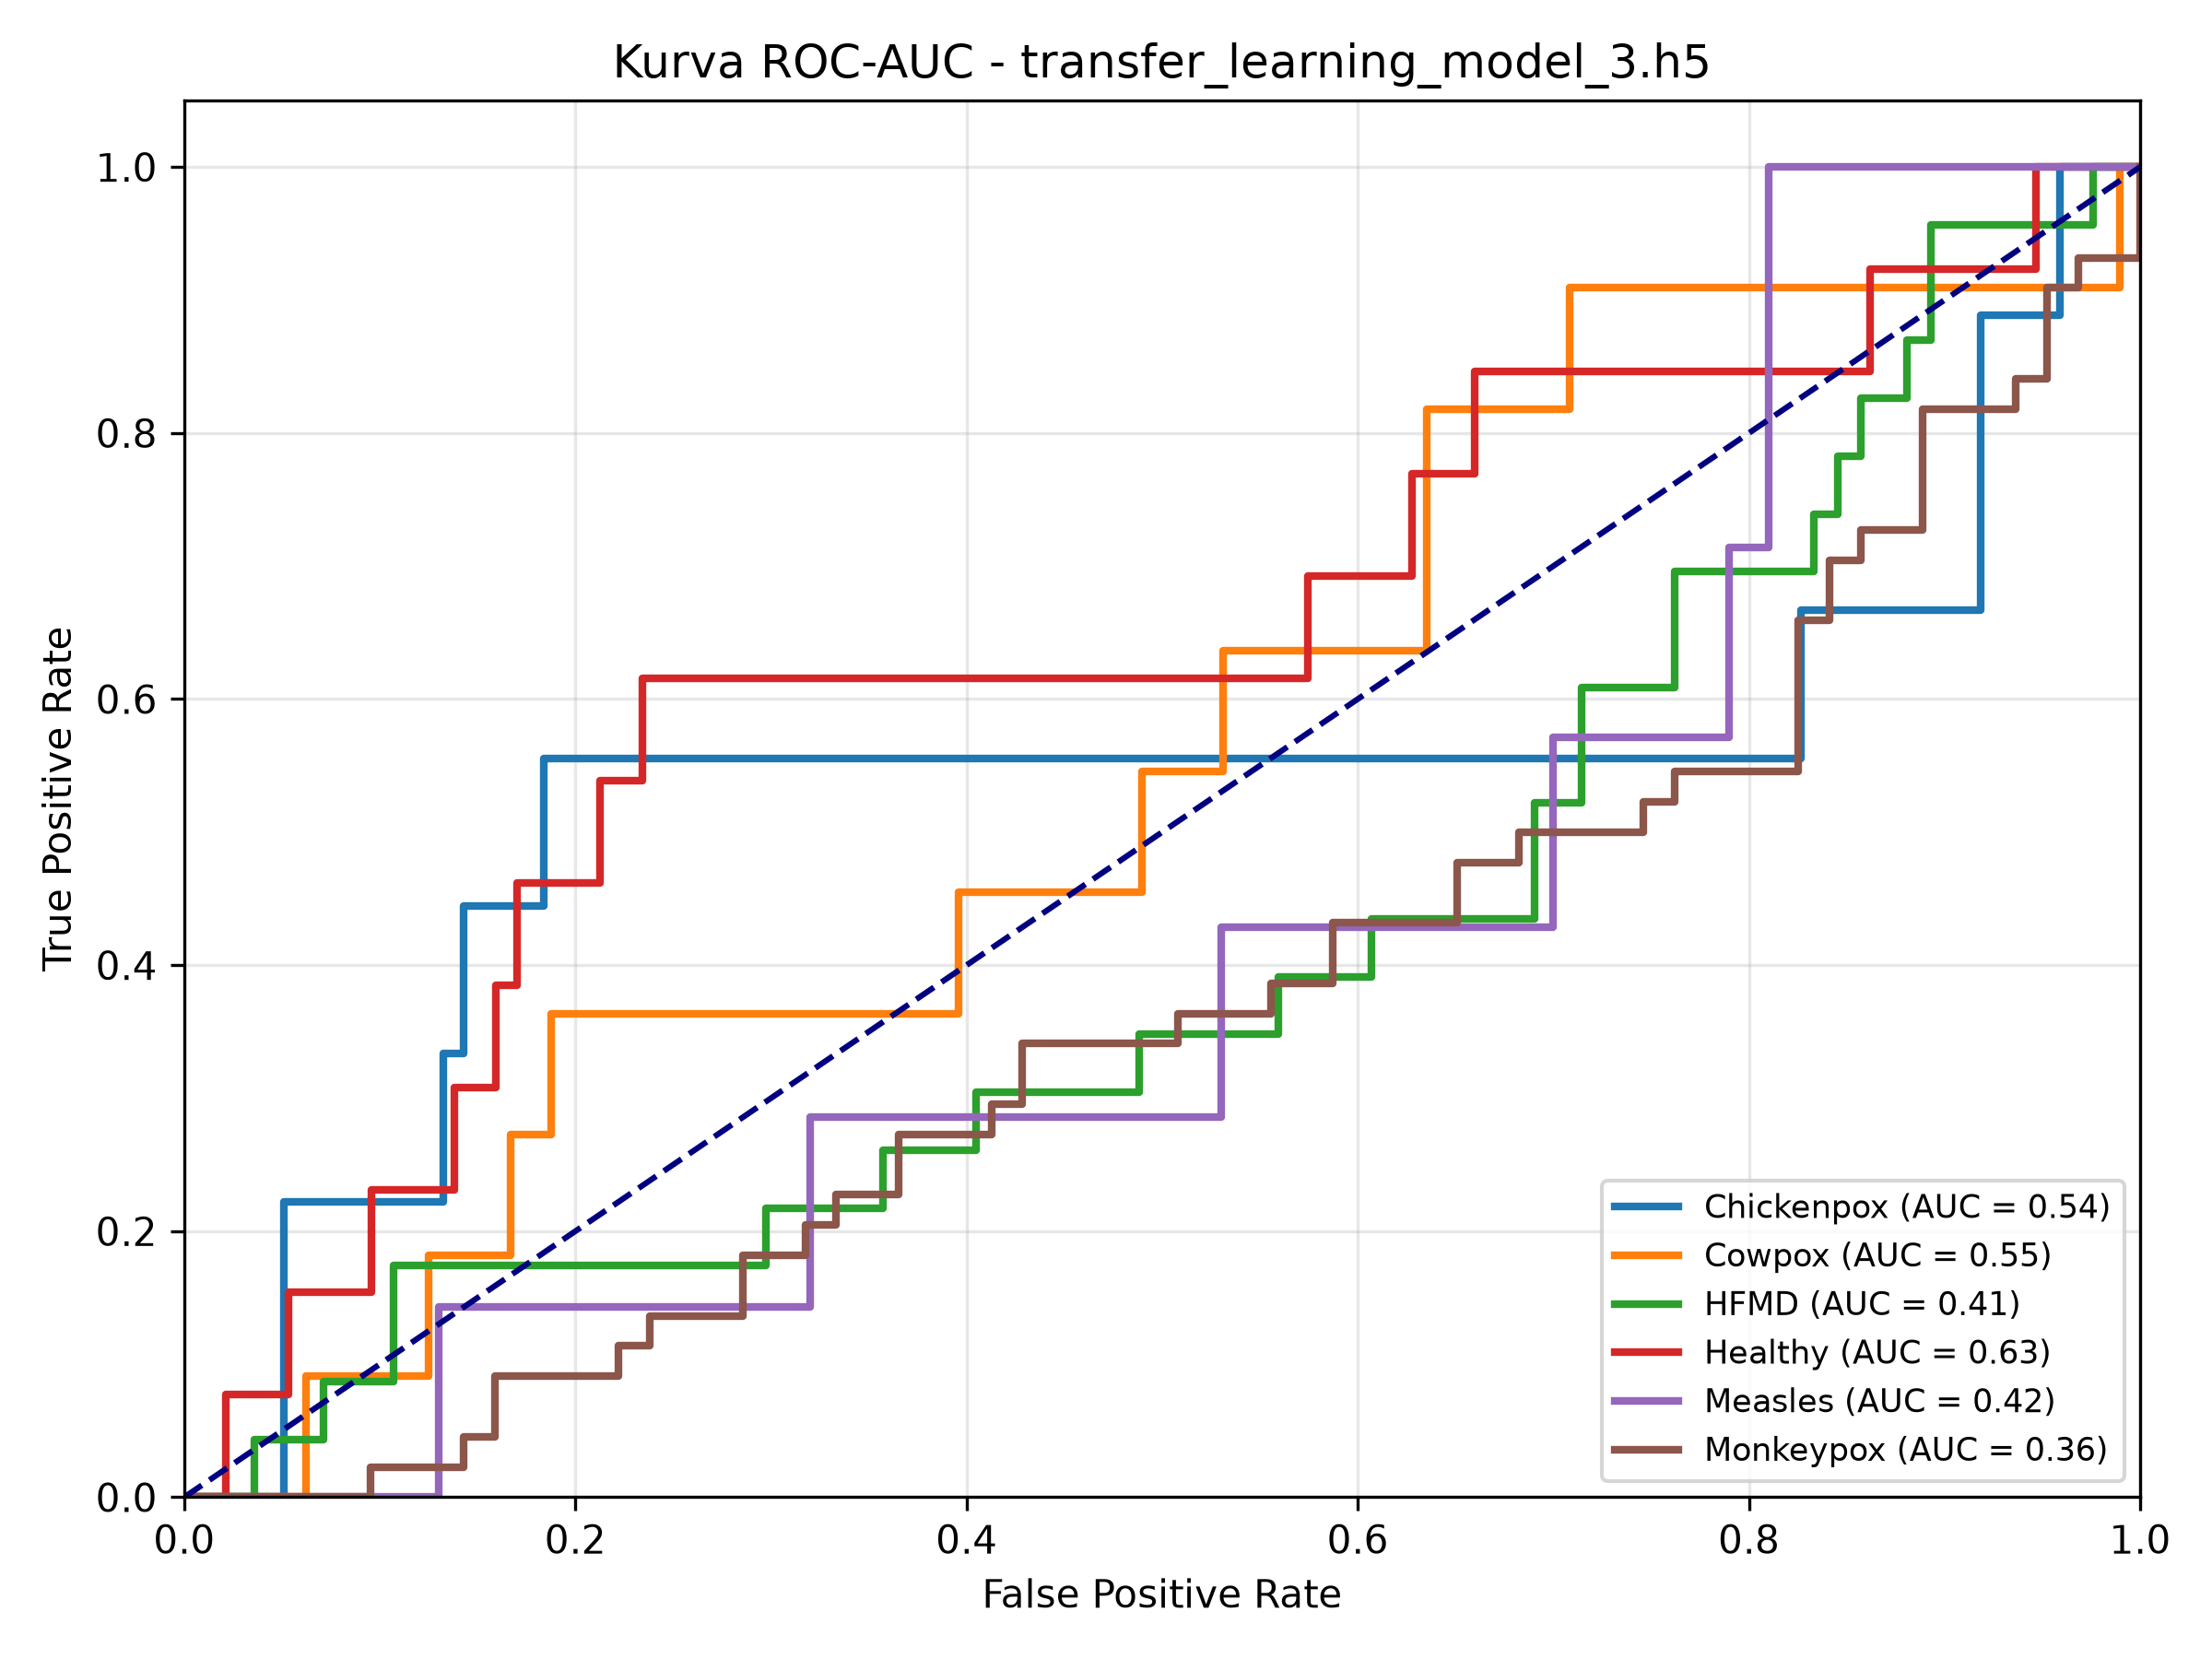 Kurva ROC-AUC - transfer_learning_model_3.h5
True Positive Rate
1.0
0.8
0.6
0.4
0.2
0.0
Chickenpox (AUC = 0.54)
Cowpox (AUC = 0.55)
HFMD (AUC = 0.41)
Healthy (AUC = 0.63)
Measles (AUC = 0.42)
Monkeypox (AUC = 0.36)
0.0 0.2 0.4 0.6 0.8 1.0
False Positive Rate